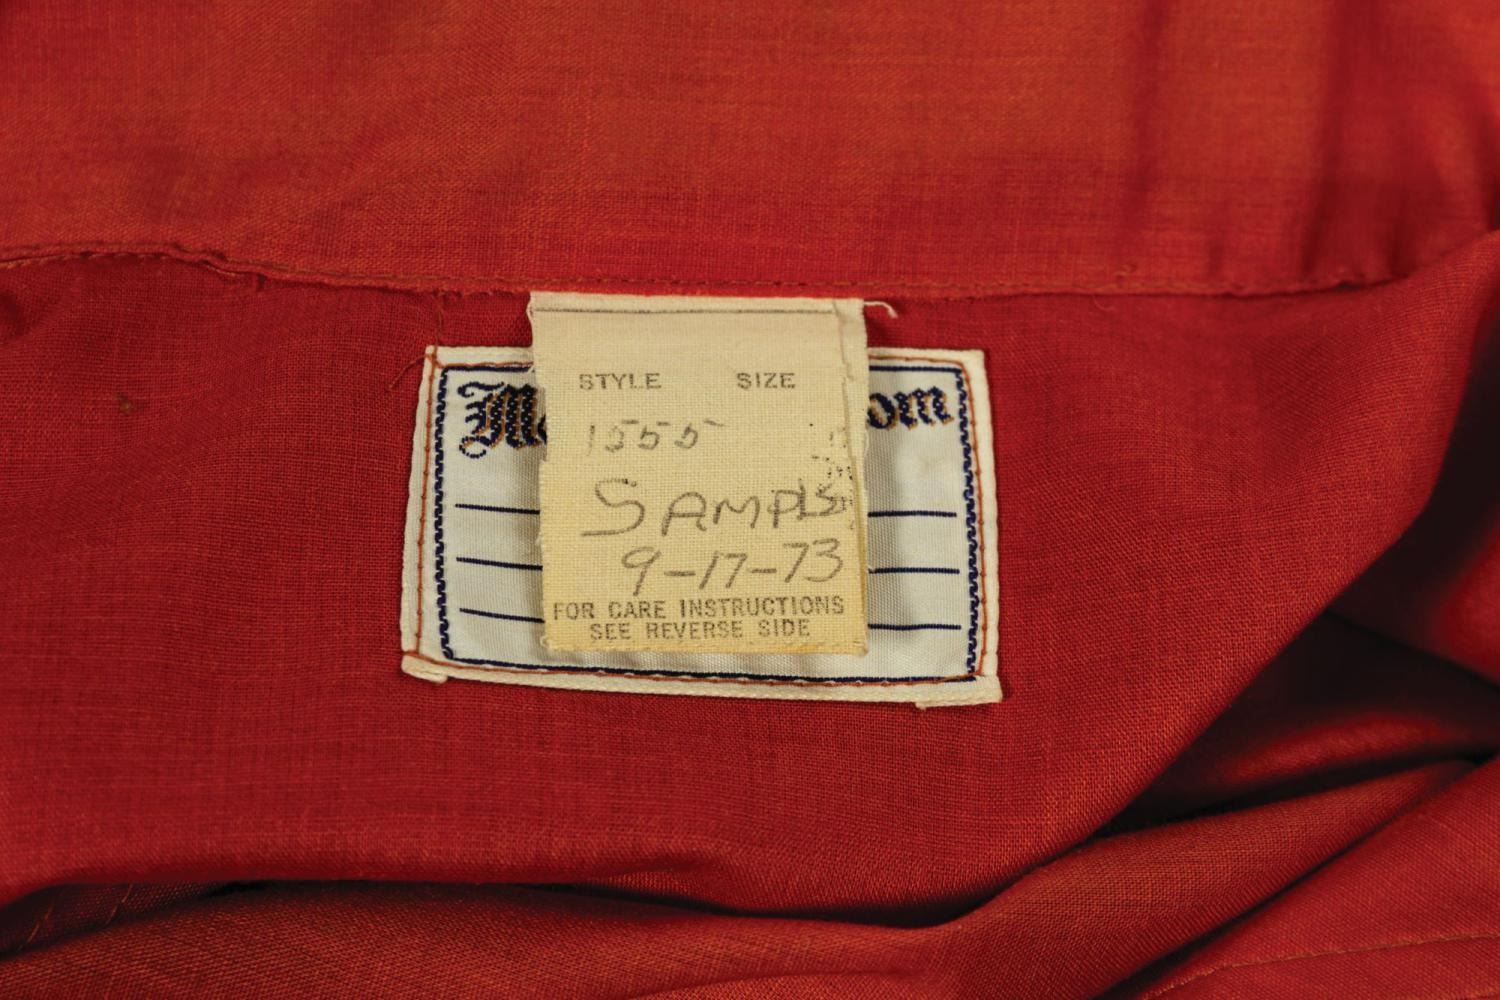 STYLE SIZE
1555
SAMPLE
9-17-73
FOR CARE INSTRUCTIONS
SEE REVERSE SIDE